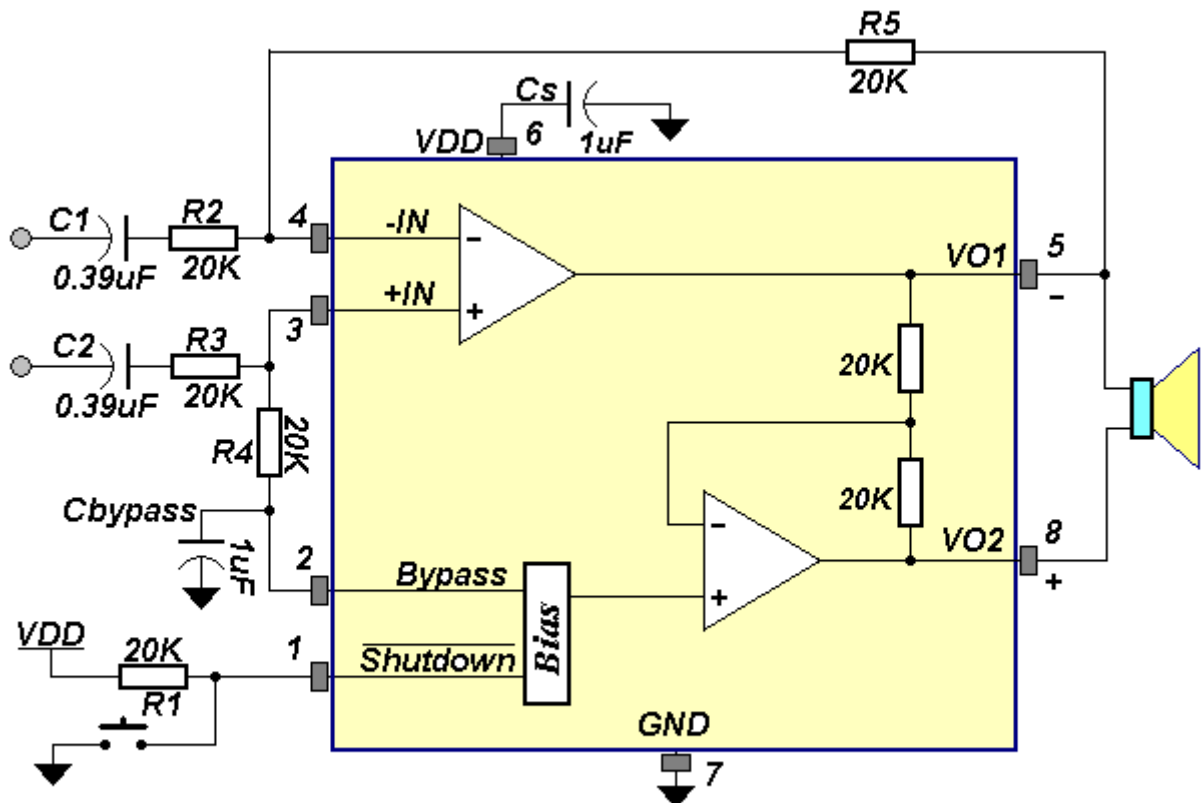 R5
20K
Cs
1uF
VDD
6
C1
0.39uF
R2
20K
4
-IN
−
+IN
+
3
VO1
5
−
C2
0.39uF
R3
20K
R4
20K
20K
20K
Cbypass
1uF
2
Bypass
−
+
VO2
8
+
VDD
20K
R1
1
Shutdown
Bias
GND
7